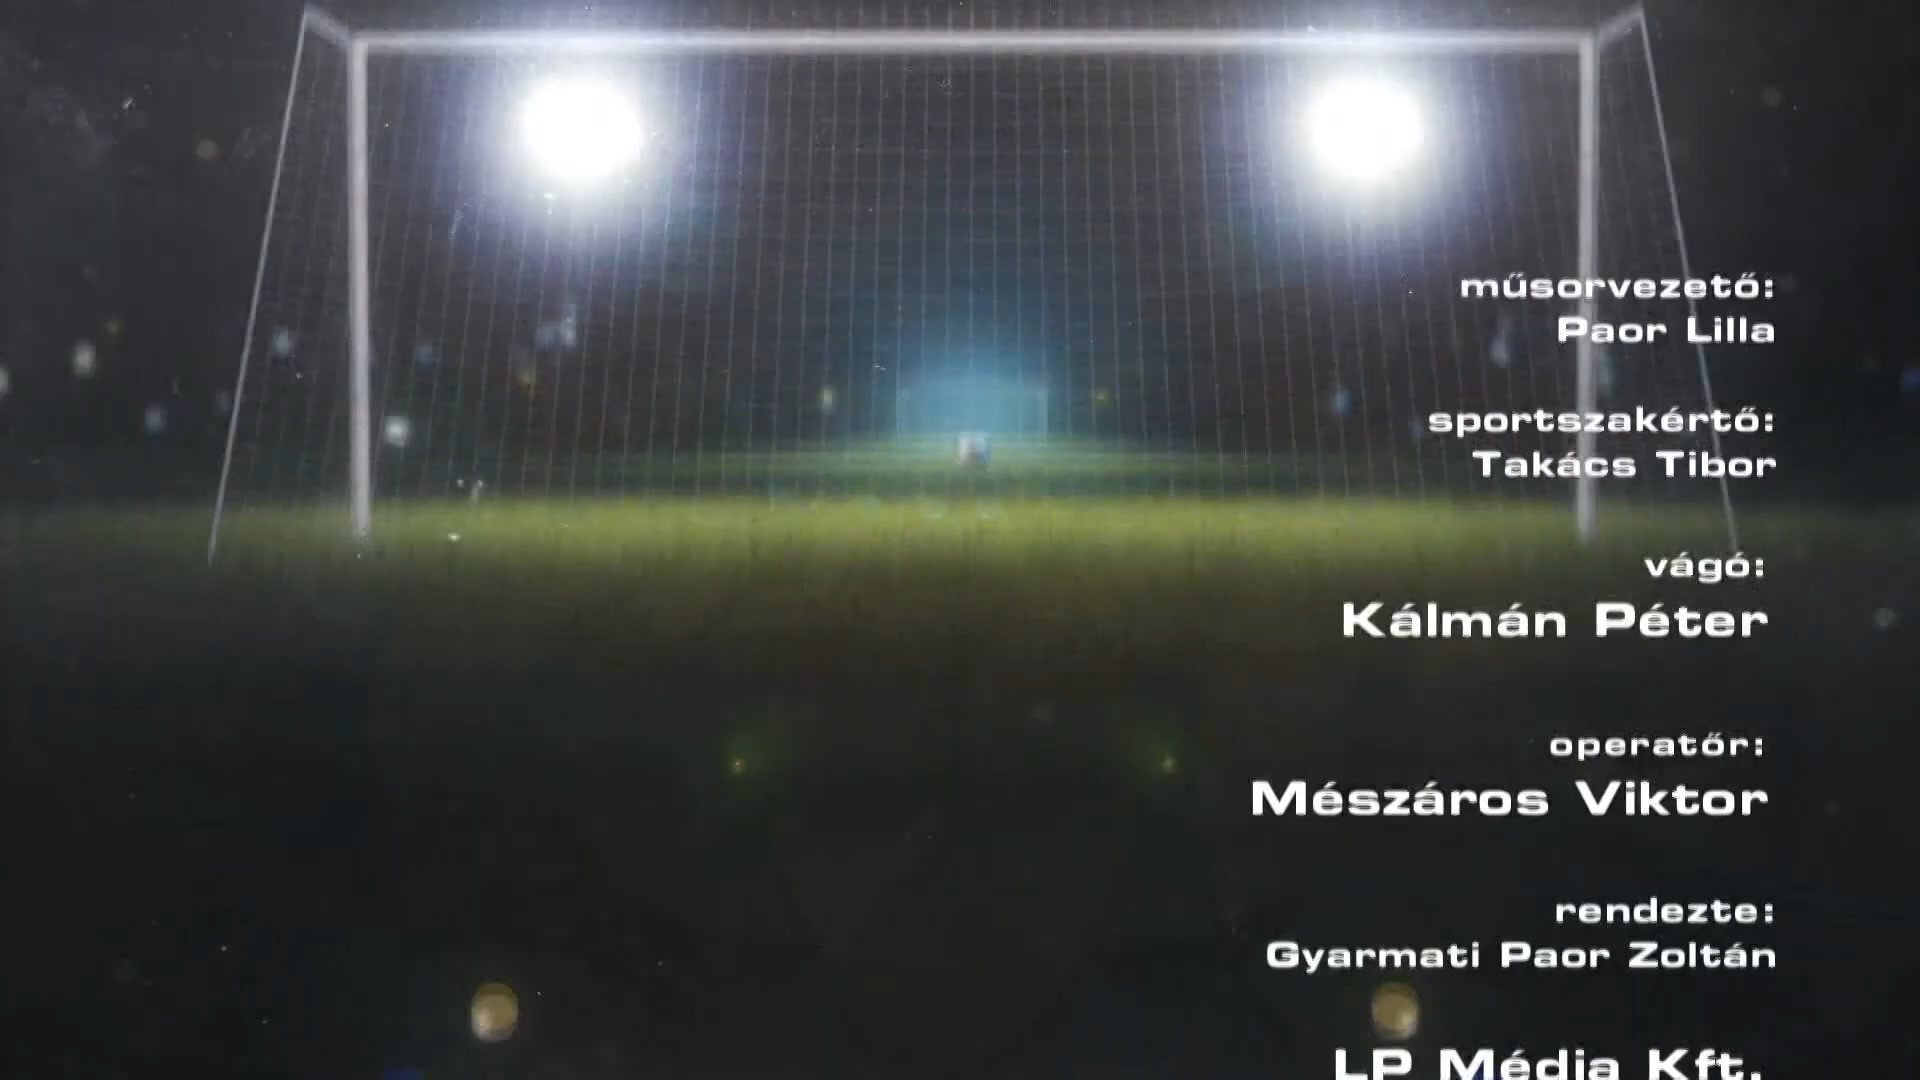 műsorvezető:
Paor Lilla
sportszakértő:
Takács Tibor
vágó:
Kálmán Péter
operatőr:
Mészáros Viktor
rendezte:
Gyarmati Paor Zoltán
LP Média Kft.